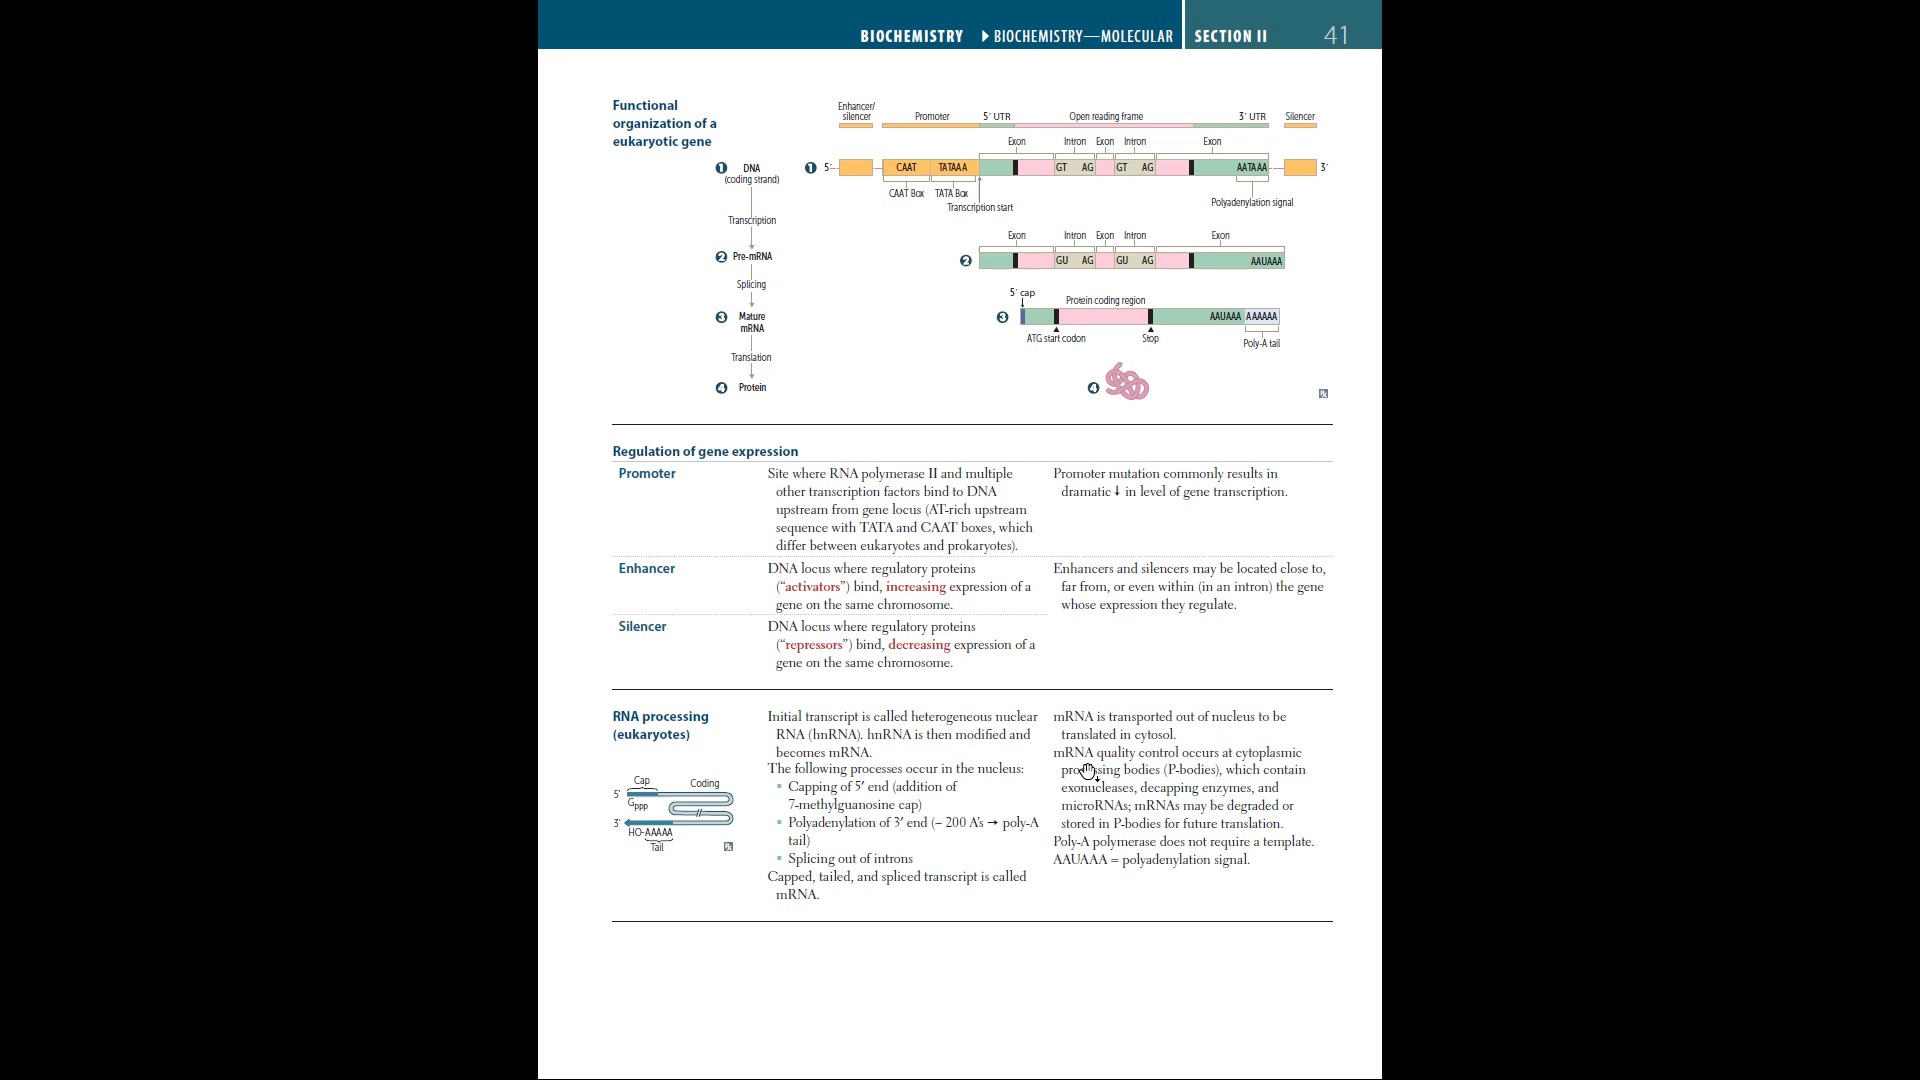 BIOCHEMISTRY ▶ BIOCHEMISTRY—MOLECULAR SECTION II 41
Functional
organization of a
eukaryotic gene
Enhancer/
silencer
Promoter
5′ UTR
Open reading frame
3′ UTR
Silencer
Exon Intron Exon Intron Exon
1 DNA
(coding strand)
1 5′ CAAT TATAAA GT AG GT AG AATAAA 3′
CAAT Box TATA Box
Transcription start
Polyadenylation signal
Transcription
Exon Intron Exon Intron Exon
2 Pre-mRNA
2 GU AG GU AG AAUAAA
Splicing
5′ cap
Protein coding region
3 Mature
mRNA
3 AAUAAA AAAAAA
ATG start codon Stop Poly-A tail
Translation
4 Protein
4
Rx
Regulation of gene expression
Promoter
Site where RNA polymerase II and multiple
other transcription factors bind to DNA
upstream from gene locus (AT-rich upstream
sequence with TATA and CAAT boxes, which
differ between eukaryotes and prokaryotes).
Promoter mutation commonly results in
dramatic ↓ in level of gene transcription.
Enhancer
DNA locus where regulatory proteins
(“activators”) bind, increasing expression of a
gene on the same chromosome.
Enhancers and silencers may be located close to,
far from, or even within (in an intron) the gene
whose expression they regulate.
Silencer
DNA locus where regulatory proteins
(“repressors”) bind, decreasing expression of a
gene on the same chromosome.
RNA processing
(eukaryotes)
Cap
Coding
5′
Gppp
3′
HO-AAAAA
Tail
Rx
Initial transcript is called heterogeneous nuclear
RNA (hnRNA). hnRNA is then modified and
becomes mRNA.
The following processes occur in the nucleus:
▪ Capping of 5′ end (addition of
7-methylguanosine cap)
▪ Polyadenylation of 3′ end (∼ 200 A’s → poly-A
tail)
▪ Splicing out of introns
Capped, tailed, and spliced transcript is called
mRNA.
mRNA is transported out of nucleus to be
translated in cytosol.
mRNA quality control occurs at cytoplasmic
processing bodies (P-bodies), which contain
exonucleases, decapping enzymes, and
microRNAs; mRNAs may be degraded or
stored in P-bodies for future translation.
Poly-A polymerase does not require a template.
AAUAAA = polyadenylation signal.